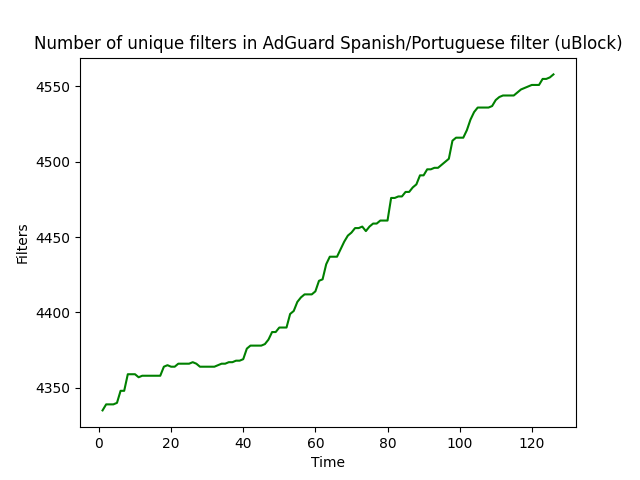 Number of unique filters in AdGuard Spanish/Portuguese filter (uBlock)
4550
4500
4450
4400
4350
Filters
0 20 40 60 80 100 120
Time